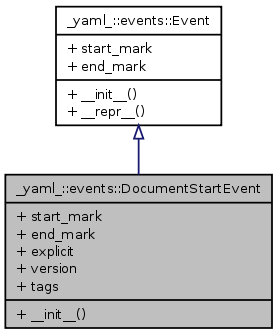 _yaml_::events::Event
+ start_mark
+ end_mark
+ __init__()
+ __repr__()
_yaml_::events::DocumentStartEvent
+ start_mark
+ end_mark
+ explicit
+ version
+ tags
+ __init__()